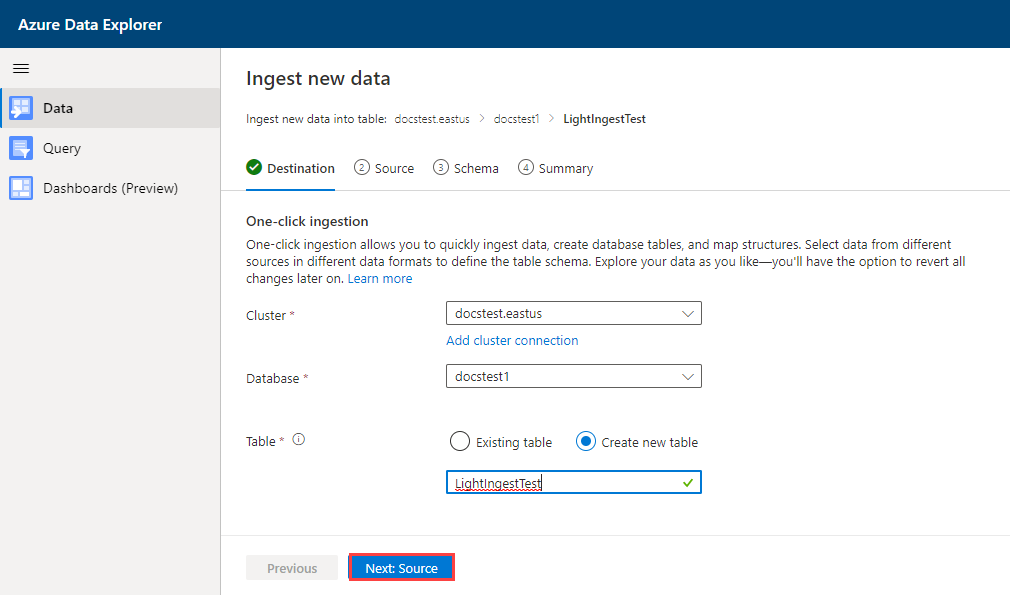 Azure Data Explorer
Data
Query
Dashboards (Preview)
Ingest new data
Ingest new data into table: docstest.eastus > docstest1 > LightIngestTest
Destination 2 Source 3 Schema 4 Summary
One-click ingestion
One-click ingestion allows you to quickly ingest data, create database tables, and map structures. Select data from different
sources in different data formats to define the table schema. Explore your data as you like—you'll have the option to revert all
changes later on. Learn more
Cluster * docstest.eastus
Add cluster connection
Database * docstest1
Table * Existing table Create new table
LightIngestTest
Previous Next: Source